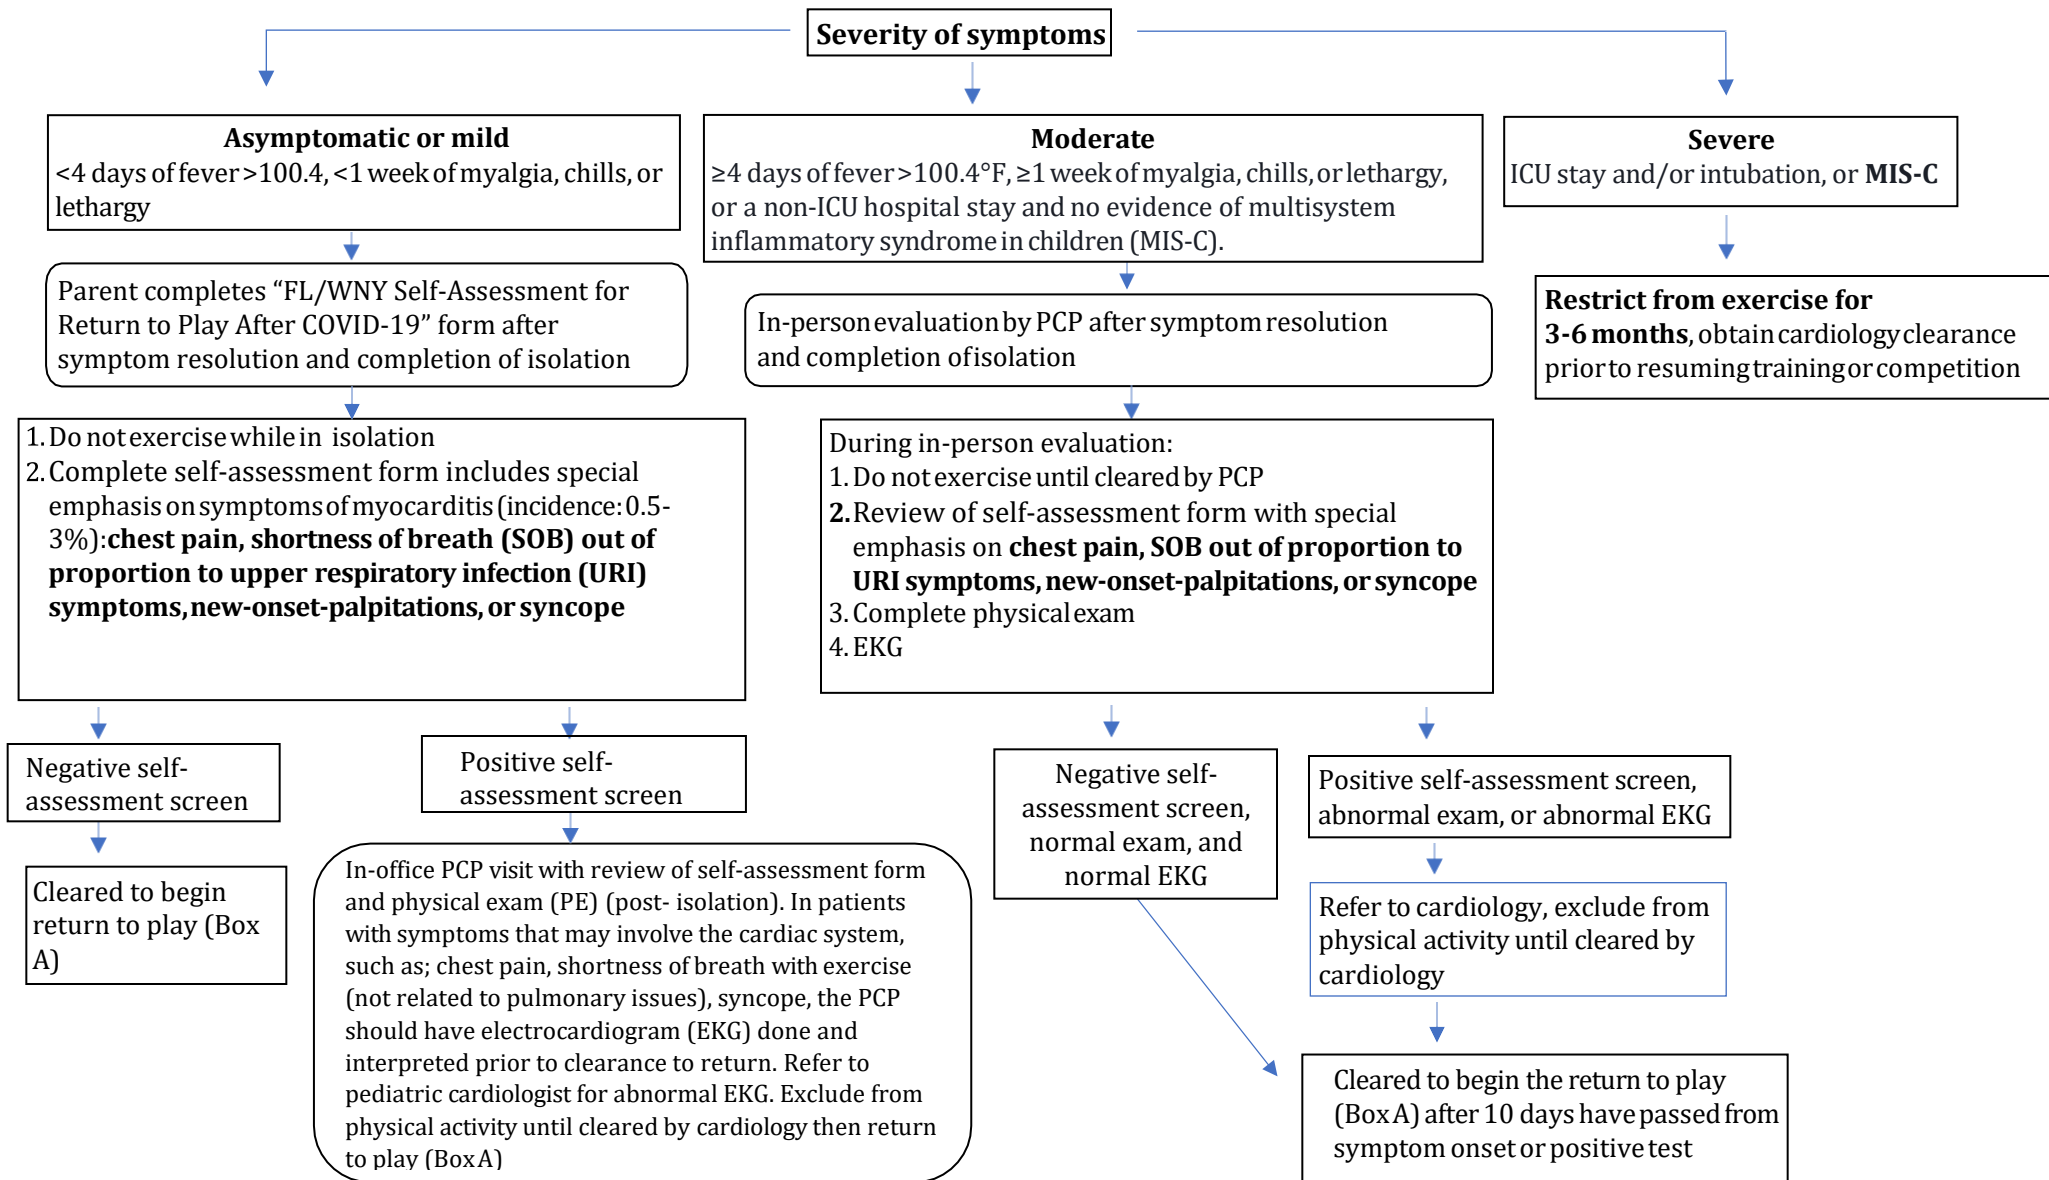 Severity of symptoms
Asymptomatic or mild
<4 days of fever >100.4, <1 week of myalgia, chills, or
lethargy
Moderate
≥4 days of fever >100.4°F, ≥1 week of myalgia, chills, or lethargy,
or a non-ICU hospital stay and no evidence of multisystem
inflammatory syndrome in children (MIS-C).
Severe
ICU stay and/or intubation, or MIS-C
Parent completes “FL/WNY Self-Assessment for
Return to Play After COVID-19” form after
symptom resolution and completion of isolation
In-person evaluation by PCP after symptom resolution
and completion of isolation
Restrict from exercise for
3-6 months, obtain cardiology clearance
prior to resuming training or competition
1. Do not exercise while in isolation
2. Complete self-assessment form includes special
emphasis on symptoms of myocarditis (incidence: 0.5-
3%): chest pain, shortness of breath (SOB) out of
proportion to upper respiratory infection (URI)
symptoms, new-onset-palpitations, or syncope
During in-person evaluation:
1. Do not exercise until cleared by PCP
2. Review of self-assessment form with special
emphasis on chest pain, SOB out of proportion to
URI symptoms, new-onset-palpitations, or syncope
3. Complete physical exam
4. EKG
Negative self-
assessment screen
Positive self-
assessment screen
Negative self-
assessment screen,
normal exam, and
normal EKG
Positive self-assessment screen,
abnormal exam, or abnormal EKG
Cleared to begin
return to play (Box
A)
In-office PCP visit with review of self-assessment form
and physical exam (PE) (post- isolation). In patients
with symptoms that may involve the cardiac system,
such as; chest pain, shortness of breath with exercise
(not related to pulmonary issues), syncope, the PCP
should have electrocardiogram (EKG) done and
interpreted prior to clearance to return. Refer to
pediatric cardiologist for abnormal EKG. Exclude from
physical activity until cleared by cardiology then return
to play (Box A)
Refer to cardiology, exclude from
physical activity until cleared by
cardiology
Cleared to begin the return to play
(Box A) after 10 days have passed from
symptom onset or positive test